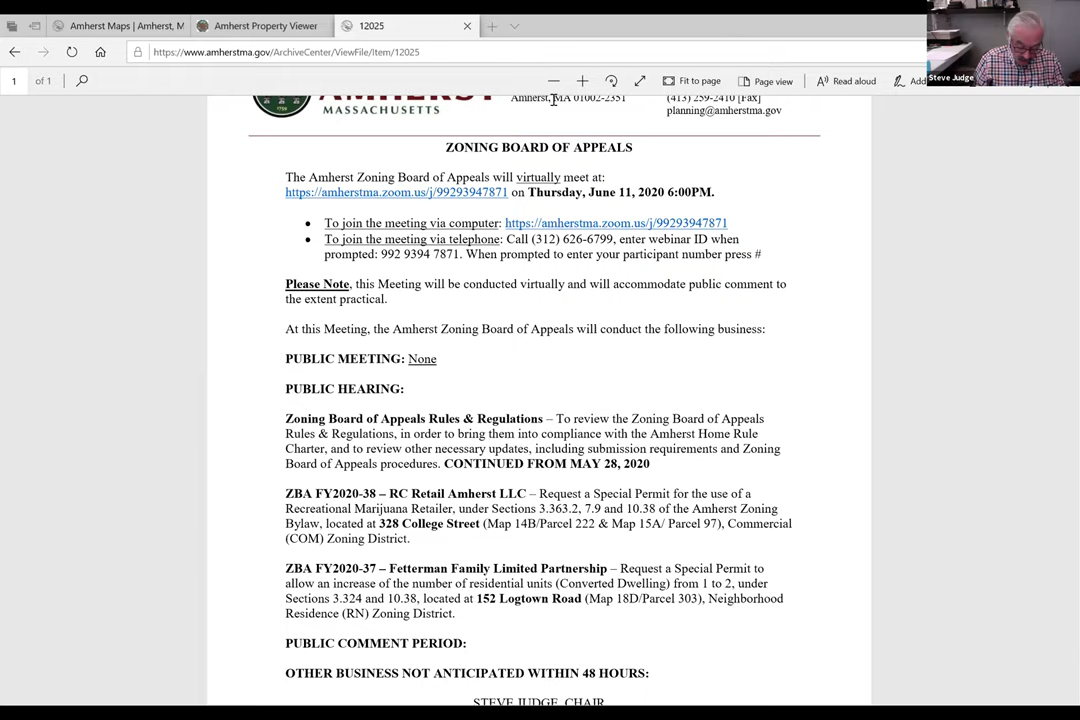 Amherst Maps | Amherst, M
Amherst Property Viewer
12025
https://www.amherstma.gov/ArchiveCenter/ViewFile/Item/12025
Steve Judge
1 of 1
Fit to page
Page view
Read aloud
Add
MASSACHUSETTS
Amherst, MA 01002-2351
(413) 259-2410 [Fax]
planning@amherstma.gov
ZONING BOARD OF APPEALS
The Amherst Zoning Board of Appeals will virtually meet at:
https://amherstma.zoom.us/j/99293947871 on Thursday, June 11, 2020 6:00PM.
• To join the meeting via computer: https://amherstma.zoom.us/j/99293947871
• To join the meeting via telephone: Call (312) 626-6799, enter webinar ID when
prompted: 992 9394 7871. When prompted to enter your participant number press #
Please Note, this Meeting will be conducted virtually and will accommodate public comment to
the extent practical.
At this Meeting, the Amherst Zoning Board of Appeals will conduct the following business:
PUBLIC MEETING: None
PUBLIC HEARING:
Zoning Board of Appeals Rules & Regulations – To review the Zoning Board of Appeals
Rules & Regulations, in order to bring them into compliance with the Amherst Home Rule
Charter, and to review other necessary updates, including submission requirements and Zoning
Board of Appeals procedures. CONTINUED FROM MAY 28, 2020
ZBA FY2020-38 – RC Retail Amherst LLC – Request a Special Permit for the use of a
Recreational Marijuana Retailer, under Sections 3.363.2, 7.9 and 10.38 of the Amherst Zoning
Bylaw, located at 328 College Street (Map 14B/Parcel 222 & Map 15A/ Parcel 97), Commercial
(COM) Zoning District.
ZBA FY2020-37 – Fetterman Family Limited Partnership – Request a Special Permit to
allow an increase of the number of residential units (Converted Dwelling) from 1 to 2, under
Sections 3.324 and 10.38, located at 152 Logtown Road (Map 18D/Parcel 303), Neighborhood
Residence (RN) Zoning District.
PUBLIC COMMENT PERIOD:
OTHER BUSINESS NOT ANTICIPATED WITHIN 48 HOURS:
STEVE JUDGE, CHAIR